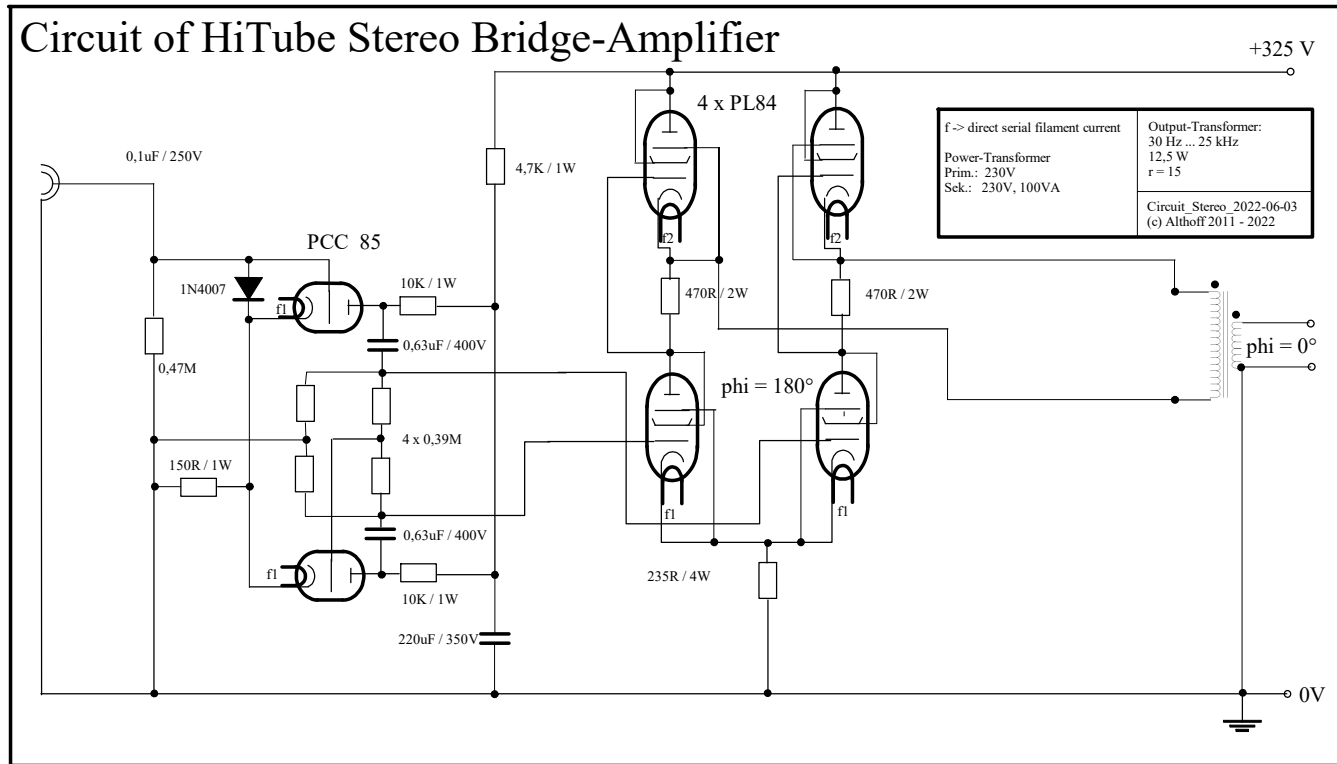 Circuit of HiTube Stereo Bridge-Amplifier
+325 V
4 x PL84
f -> direct serial filament current
Power-Transformer
Prim.: 230V
Sek.: 230V, 100VA
Output-Transformer:
30 Hz ... 25 kHz
12,5 W
r = 15
Circuit_Stereo_2022-06-03
(c) Althoff 2011 - 2022
0,1uF / 250V
4,7K / 1W
f2
f2
PCC 85
1N4007
f1
10K / 1W
470R / 2W
470R / 2W
0,63uF / 400V
0,47M
phi = 0°
phi = 180°
4 x 0,39M
150R / 1W
f1
f1
0,63uF / 400V
f1
10K / 1W
235R / 4W
220uF / 350V
0V